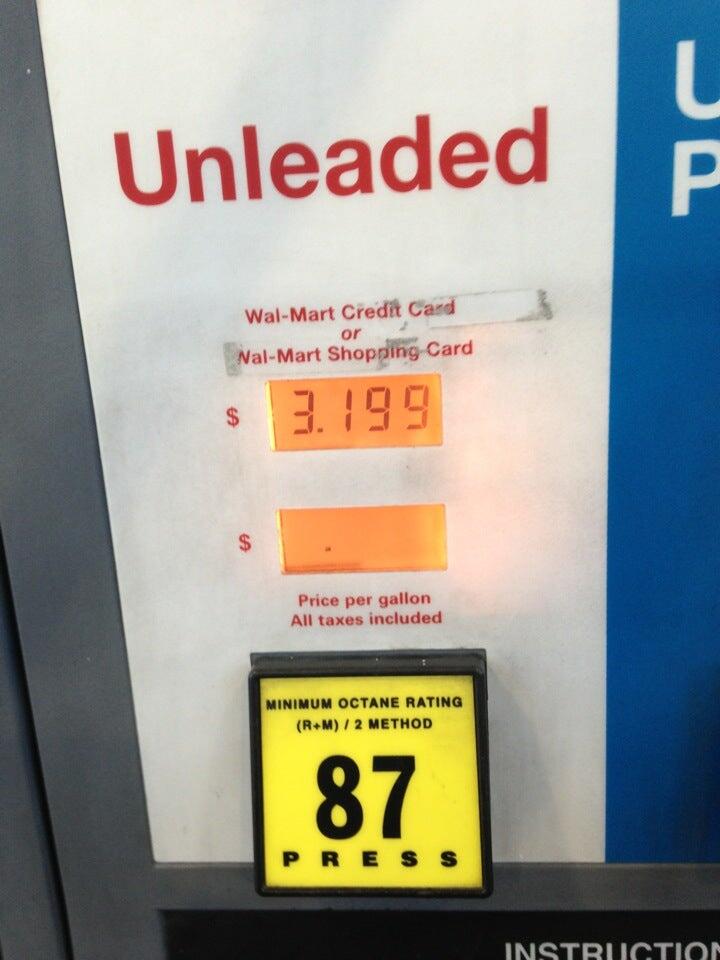 Unleaded
Wal-Mart Credit Card
or
Wal-Mart Shopping Card
$ 3.199
$ .
Price per gallon
All taxes included
MINIMUM OCTANE RATING
(R+M) / 2 METHOD
87
PRESS
U
P